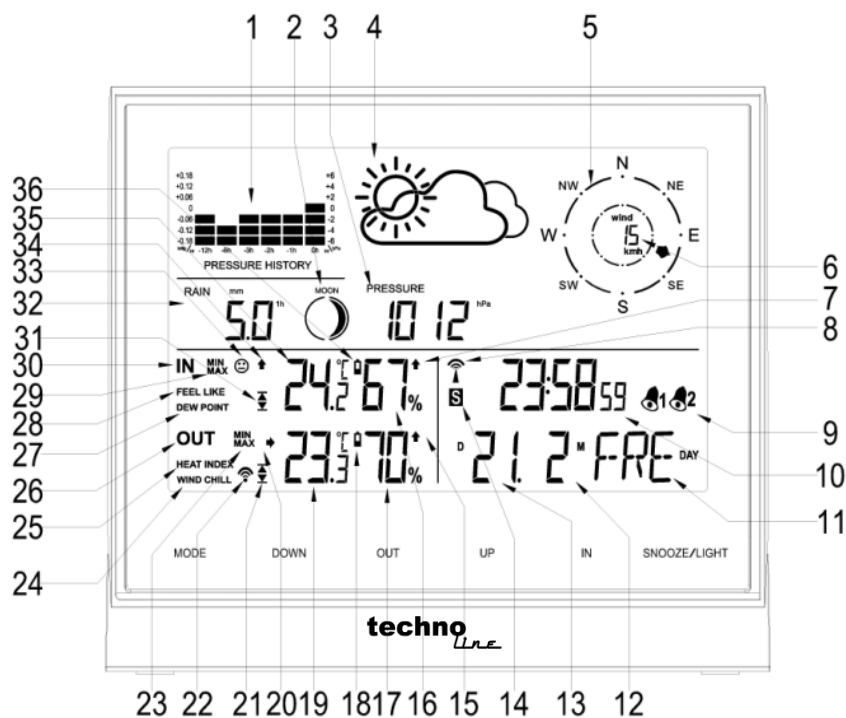 1 2 3 4 5
36
35
34
33
32
31
30
29
28
27
26
25
24
+0.18 +6
+0.12 +4
+0.06 +2
0 0
-0.06 -2
-0.12 -4
-0.18 -6
-12h -6h -3h -2h -1h 0h
PRESSURE HISTORY
RAIN mm 5.0 1h
MOON
PRESSURE
1012 hPa
N
NW NE
wind
W 15 E
kmh
SW SE
S
6
7
8
9
10
11
IN MIN MAX 24.2 °C 67 %
FEEL LIKE
DEW POINT
OUT MIN MAX 23.3 °C 70 %
HEAT INDEX
WIND CHILL
23:58 59 1 2
S
D 21. 2 M FRE DAY
MODE DOWN OUT UP IN SNOOZE/LIGHT
techno
line
23 22 21 20 19 18 17 16 15 14 13 12